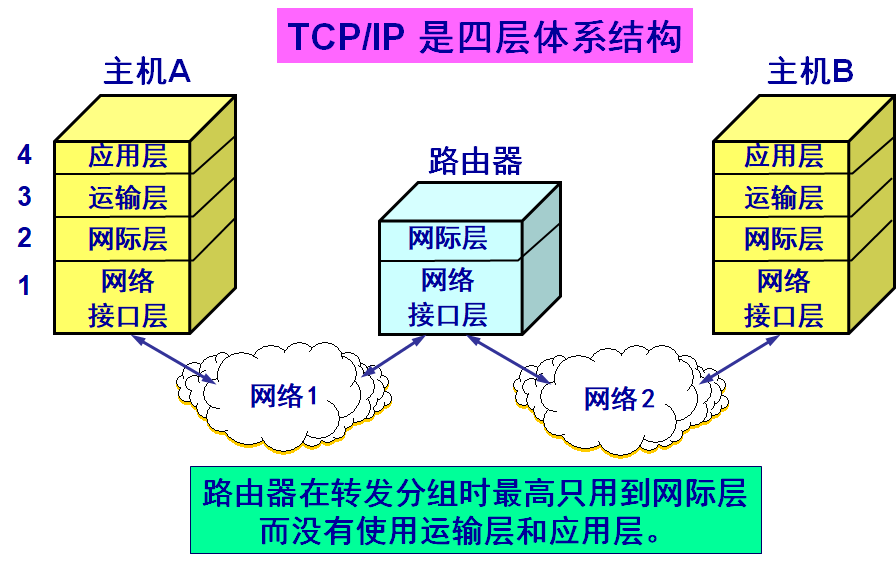 TCP/IP 是四层体系结构
主机A
主机B
路由器
4
应用层
3
运输层
2
网际层
1
网络
接口层
网际层
网络
接口层
应用层
运输层
网际层
网络
接口层
网络1
网络2
路由器在转发分组时最高只用到网际层
而没有使用运输层和应用层。